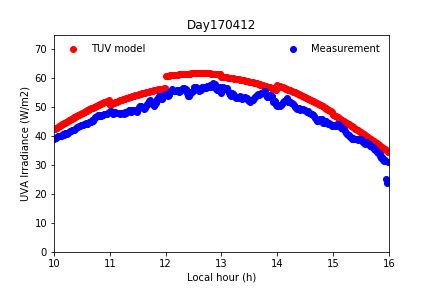 Day170412
TUV model
Measurement
UVA Irradiance (W/m2)
70
60
50
40
30
20
10
0
10 11 12 13 14 15 16
Local hour (h)